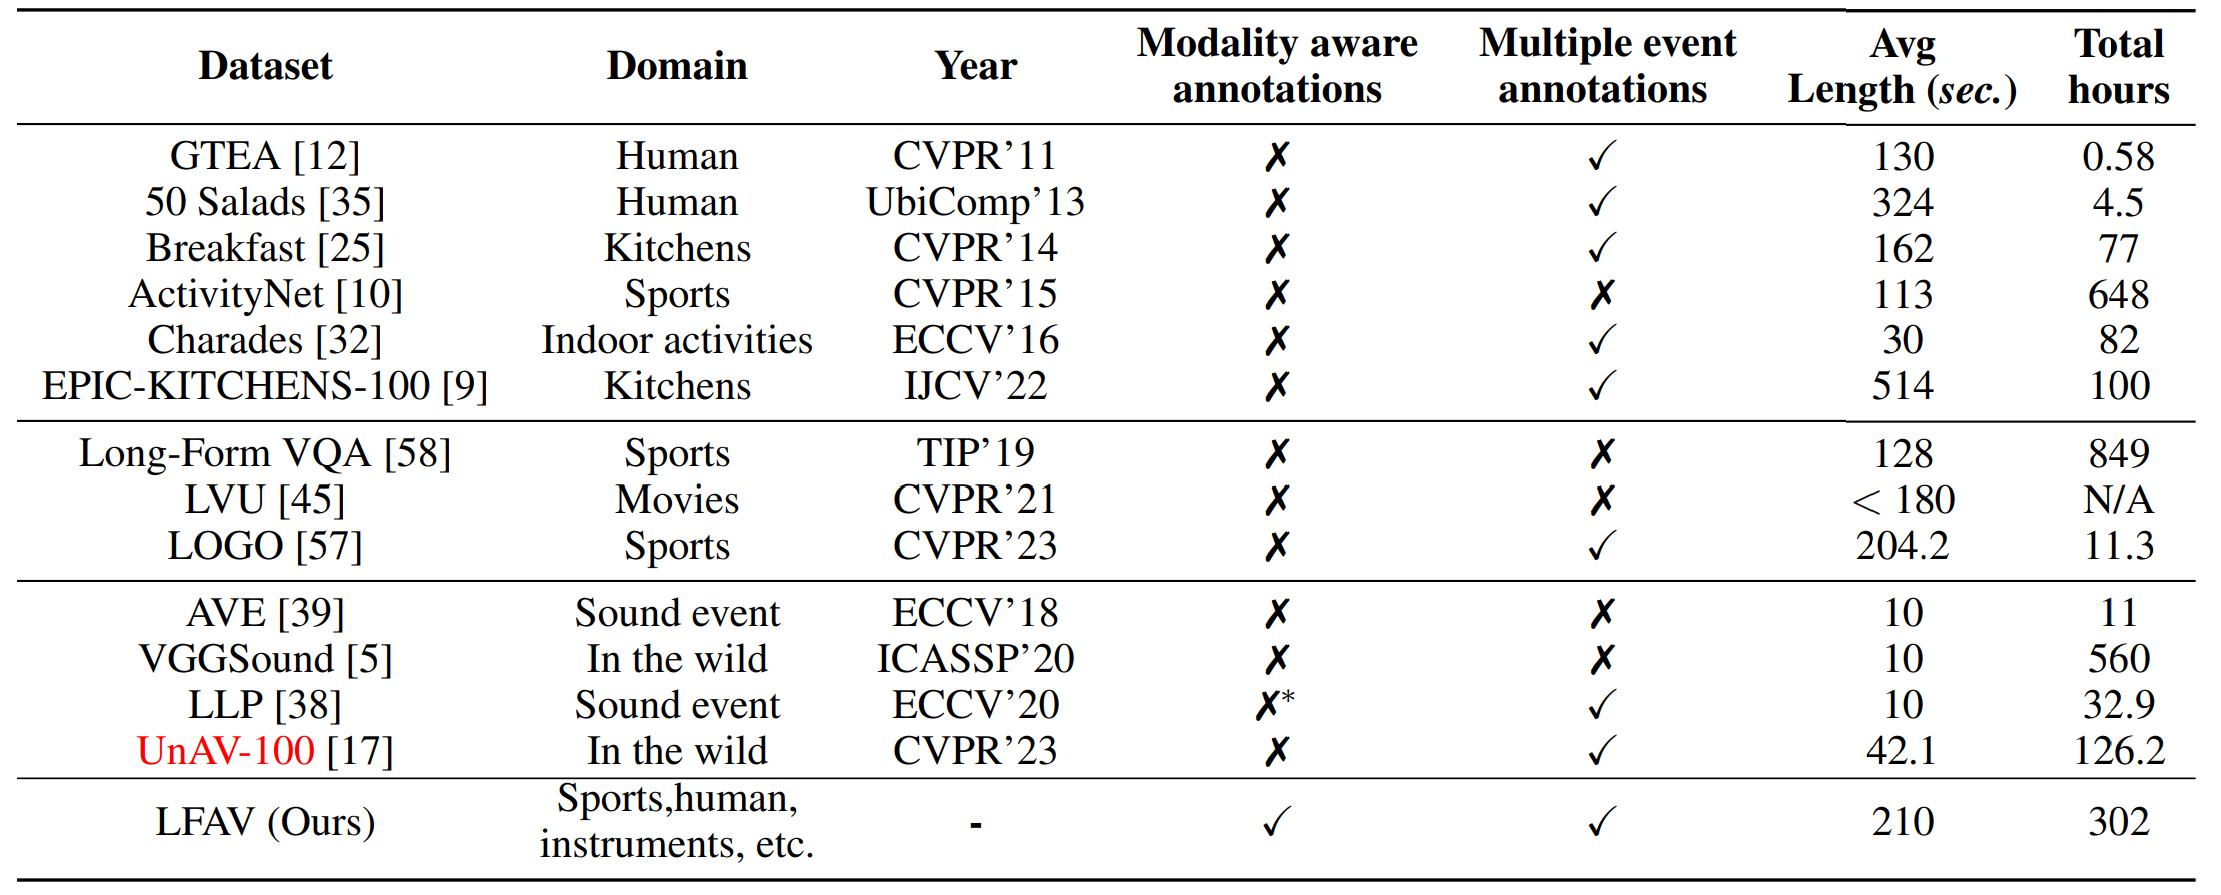 Dataset Domain Year Modality aware annotations Multiple event annotations Avg Length (sec.) Total hours
GTEA [12] Human CVPR’11 ✗ ✓ 130 0.58
50 Salads [35] Human UbiComp’13 ✗ ✓ 324 4.5
Breakfast [25] Kitchens CVPR’14 ✗ ✓ 162 77
ActivityNet [10] Sports CVPR’15 ✗ ✗ 113 648
Charades [32] Indoor activities ECCV’16 ✗ ✓ 30 82
EPIC-KITCHENS-100 [9] Kitchens IJCV’22 ✗ ✓ 514 100
Long-Form VQA [58] Sports TIP’19 ✗ ✗ 128 849
LVU [45] Movies CVPR’21 ✗ ✗ < 180 N/A
LOGO [57] Sports CVPR’23 ✗ ✓ 204.2 11.3
AVE [39] Sound event ECCV’18 ✗ ✗ 10 11
VGGSound [5] In the wild ICASSP’20 ✗ ✗ 10 560
LLP [38] Sound event ECCV’20 ✗* ✓ 10 32.9
UnAV-100 [17] In the wild CVPR’23 ✗ ✓ 42.1 126.2
LFAV (Ours) Sports,human, instruments, etc. - ✓ ✓ 210 302